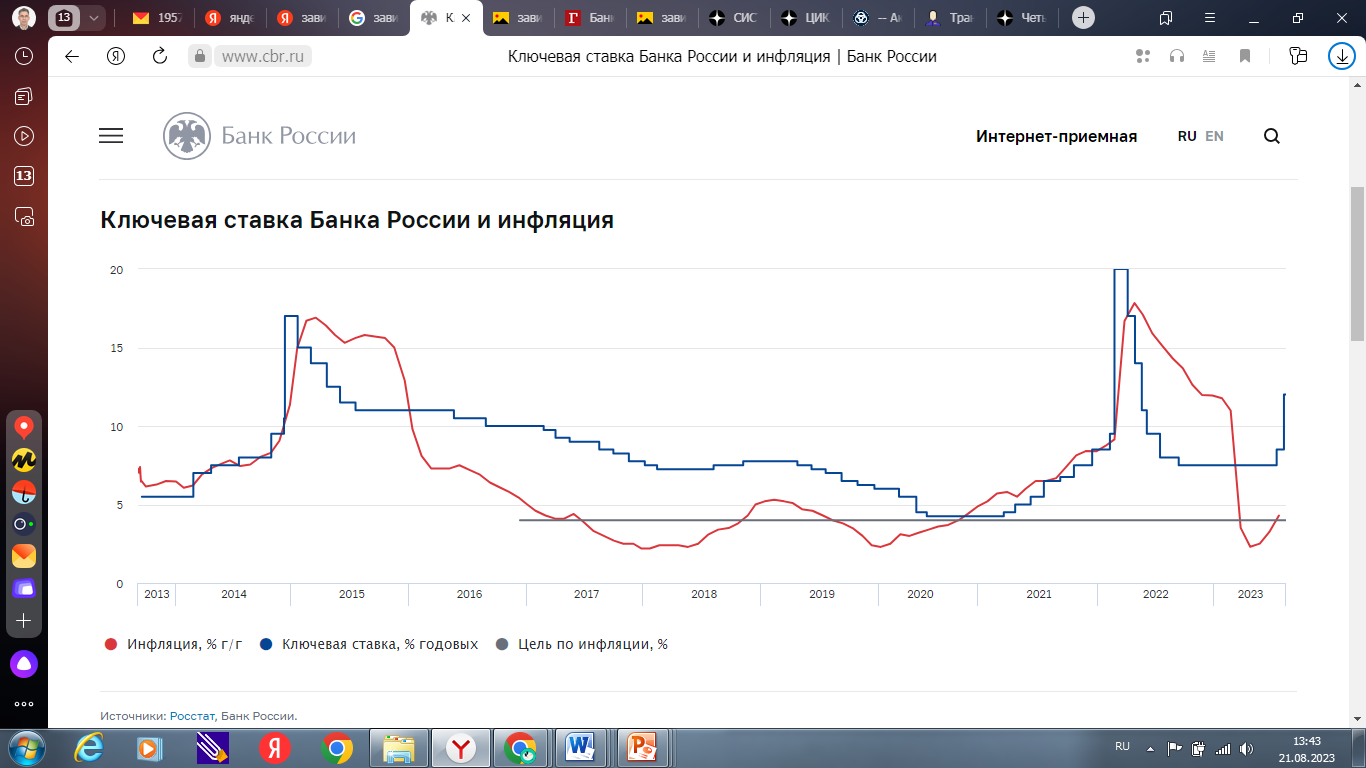 13
1957
янде
зави
зави
К
зави
Банк
зави
СИС
ЦИК
Трак
Четв
www.cbr.ru
Ключевая ставка Банка России и инфляция | Банк России
13
Банк России
Интернет-приемная
RU EN
Ключевая ставка Банка России и инфляция
20
15
10
5
0
2013 2014 2015 2016 2017 2018 2019 2020 2021 2022 2023
Инфляция, % г/г Ключевая ставка, % годовых Цель по инфляции, %
Источники: Росстат, Банк России.
RU
13:43
21.08.2023